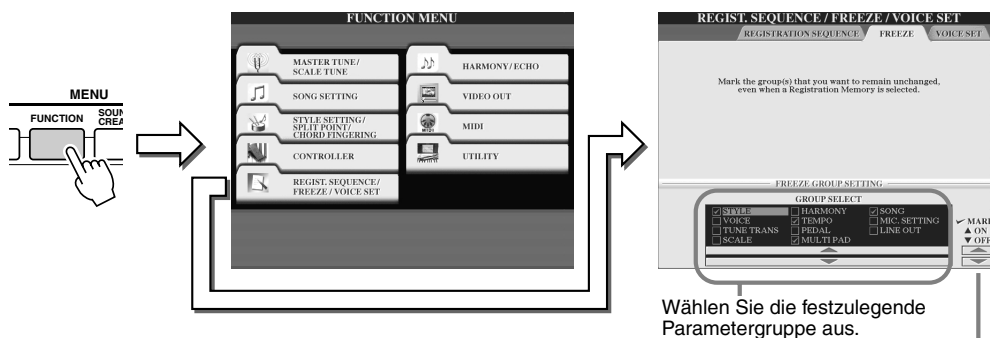 MENU
FUNCTION
FUNCTION MENU
MASTER TUNE /
SCALE TUNE
SONG SETTING
STYLE SETTING /
SPLIT POINT /
CHORD FINGERING
CONTROLLER
REGIST. SEQUENCE /
FREEZE / VOICE SET
HARMONY / ECHO
VIDEO OUT
MIDI
UTILITY
REGIST. SEQUENCE / FREEZE / VOICE SET
REGISTRATION SEQUENCE FREEZE VOICE SET
Mark the group(s) that you want to remain unchanged,
even when a Registration Memory is selected.
FREEZE GROUP SETTING
GROUP SELECT
STYLE HARMONY SONG
VOICE TEMPO MIC. SETTING
TUNE TRANS PEDAL LINE OUT
SCALE MULTI PAD
MARK
▲ ON
▼ OFF
Wählen Sie die festzulegende
Parametergruppe aus.